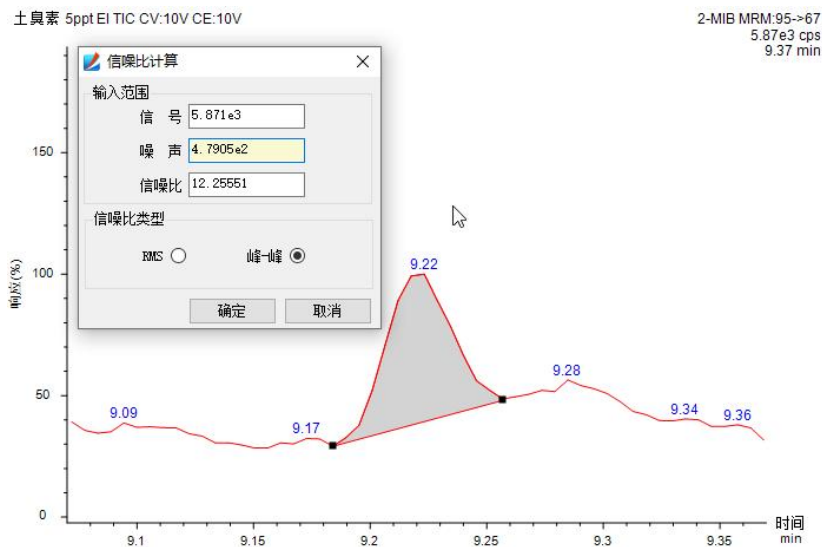 土臭素 5ppt EI TIC CV:10V CE:10V
2-MIB MRM:95->67
5.87e3 cps
9.37 min
信噪比计算
输入范围
信 号 5.871e3
噪 声 4.7905e2
信噪比 12.25551
信噪比类型
RMS 峰-峰
确定 取消
响应(%)
150
100
50
0
9.09
9.17
9.22
9.28
9.34
9.36
9.1 9.15 9.2 9.25 9.3 9.35
时间
min